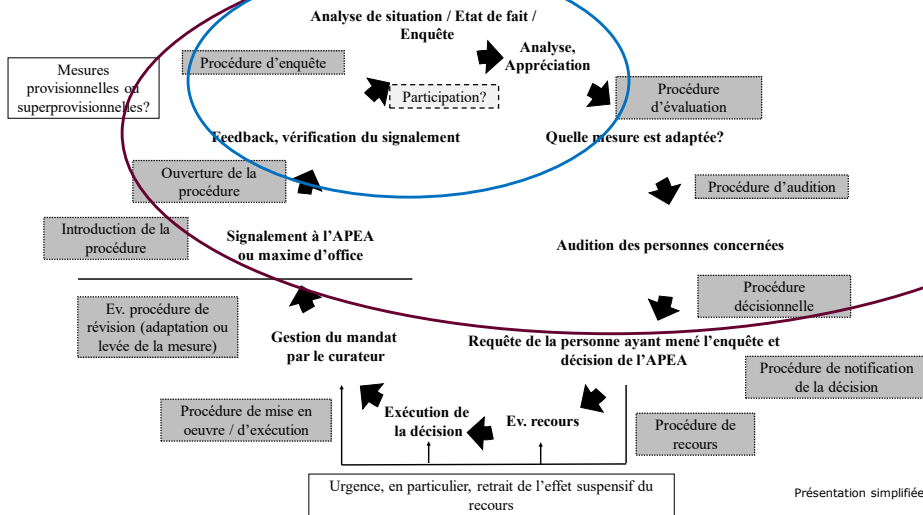 Analyse de situation / Etat de fait /
Enquête
Analyse,
Appréciation
Procédure d'enquête
Mesures
provisionnelles ou
superprovisionnelles?
Participation?
Procédure
d'évaluation
Feedback, vérification du signalement
Quelle mesure est adaptée?
Ouverture de la
procédure
Procédure d'audition
Introduction de la
procédure
Signalement à l'APEA
ou maxime d'office
Audition des personnes concernées
Procédure
décisionnelle
Ev. procédure de
révision (adaptation ou
levée de la mesure)
Gestion du mandat
par le curateur
Requête de la personne ayant mené l'enquête et
décision de l'APEA
Procédure de notification
de la décision
Procédure de mise en
oeuvre / d'exécution
Exécution de
la décision
Ev. recours
Procédure de
recours
Urgence, en particulier, retrait de l'effet suspensif du
recours
Présentation simplifiée